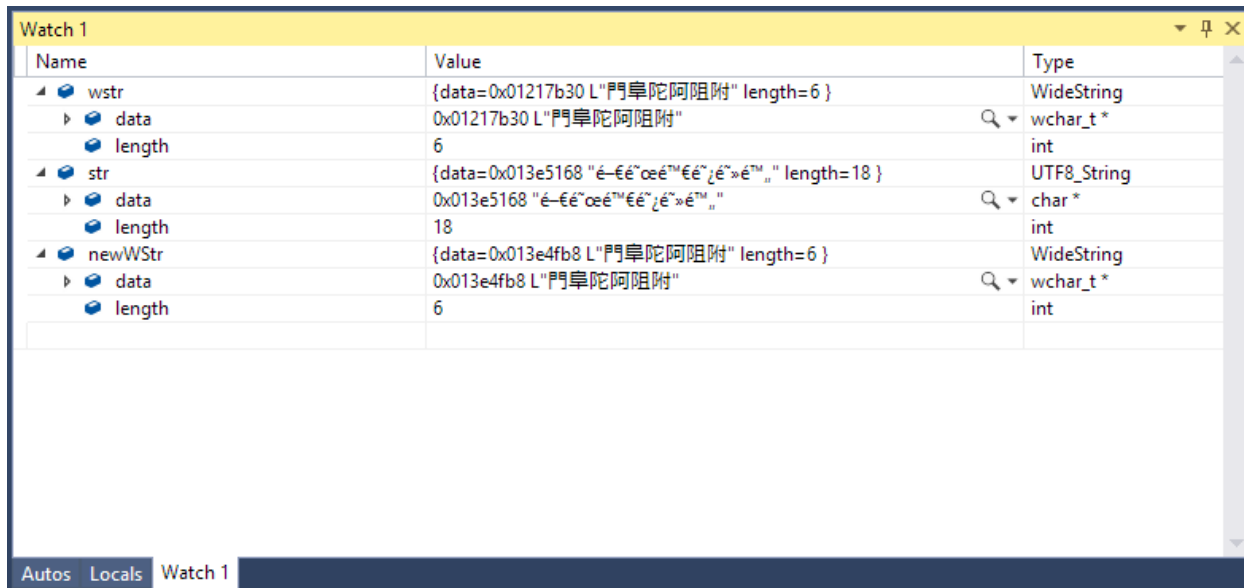 Watch 1
Name Value Type
wstr {data=0x01217b30 L"門阜陀阿阻附" length=6 } WideString
data 0x01217b30 L"門阜陀阿阻附" wchar_t *
length 6 int
str {data=0x013e5168 "é–€é˜œé™€é˜¿é˜»é™„" length=18 } UTF8_String
data 0x013e5168 "é–€é˜œé™€é˜¿é˜»é™„" char *
length 18 int
newWStr {data=0x013e4fb8 L"門阜陀阿阻附" length=6 } WideString
data 0x013e4fb8 L"門阜陀阿阻附" wchar_t *
length 6 int
Autos Locals Watch 1